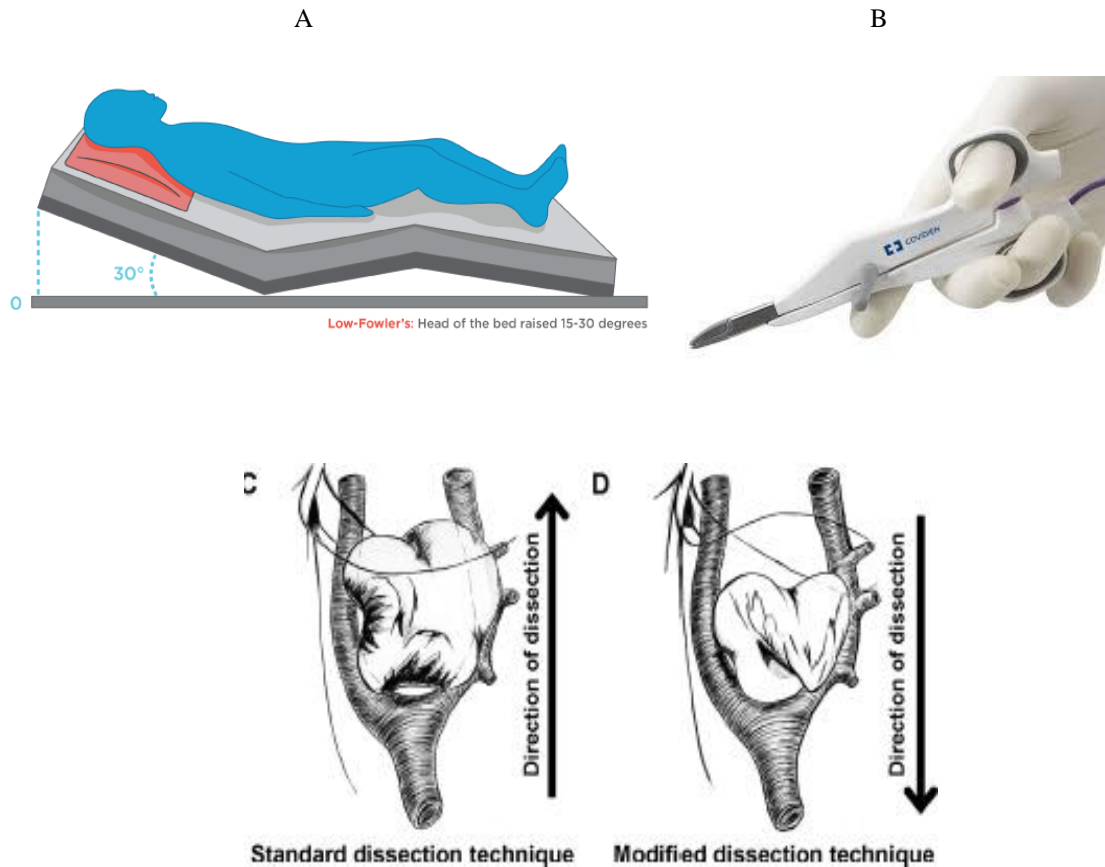 A
B
30°
0
Low-Fowler's: Head of the bed raised 15-30 degrees
COVIDIEN
C
Direction of dissection
D
Direction of dissection
Standard dissection technique
Modified dissection technique